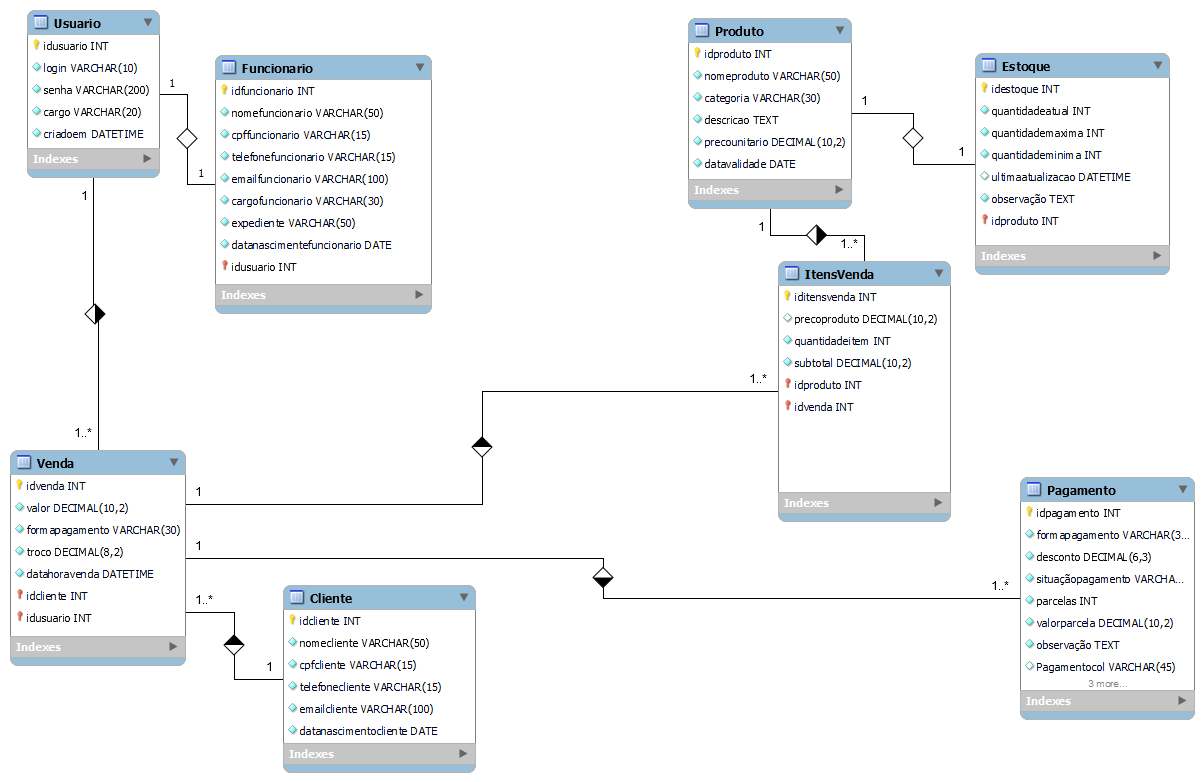 Usuario
idusuario INT
login VARCHAR(10)
senha VARCHAR(200)
cargo VARCHAR(20)
criadoem DATETIME
Indexes
1
1
1
1..*
Funcionario
idfuncionario INT
nomefuncionario VARCHAR(50)
cpffuncionario VARCHAR(15)
telefonefuncionario VARCHAR(15)
emailfuncionario VARCHAR(100)
cargofuncionario VARCHAR(30)
expediente VARCHAR(50)
datanascimentefuncionario DATE
idusuario INT
Indexes
Produto
idproduto INT
nomeproduto VARCHAR(50)
categoria VARCHAR(30)
descricao TEXT
precounitario DECIMAL(10,2)
datavalidade DATE
Indexes
1
1
1
1..*
Estoque
idestoque INT
quantidadeatual INT
quantidademaxima INT
quantidademinima INT
ultimaatualizacao DATETIME
observação TEXT
idproduto INT
Indexes
ItensVenda
iditensvenda INT
precoproduto DECIMAL(10,2)
quantidadeitem INT
subtotal DECIMAL(10,2)
idproduto INT
idvenda INT
Indexes
1..*
Venda
idvenda INT
valor DECIMAL(10,2)
formapagamento VARCHAR(30)
troco DECIMAL(8,2)
datahoravenda DATETIME
idcliente INT
idusuario INT
Indexes
1
1
1..*
1
1..*
Cliente
idcliente INT
nomecliente VARCHAR(50)
cpfcliente VARCHAR(15)
telefonecliente VARCHAR(15)
emailcliente VARCHAR(100)
datanascimentocliente DATE
Indexes
Pagamento
idpagamento INT
formapagamento VARCHAR(3...
desconto DECIMAL(6,3)
situaçãopagamento VARCHA...
parcelas INT
valorparcela DECIMAL(10,2)
observação TEXT
Pagamentocol VARCHAR(45)
3 more...
Indexes